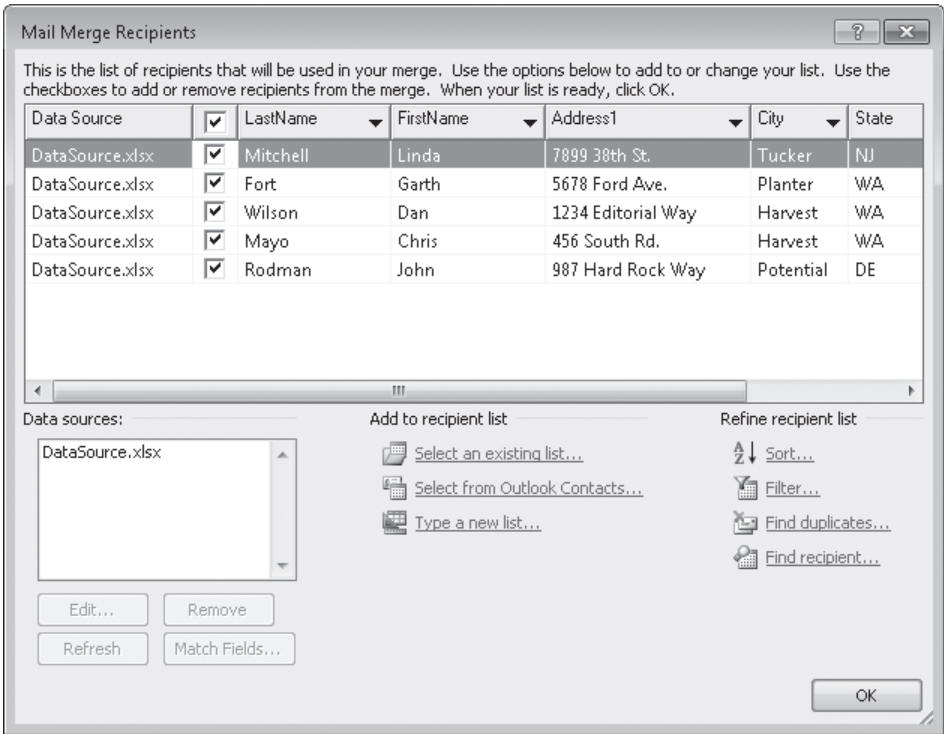 Mail Merge Recipients
This is the list of recipients that will be used in your merge.  Use the options below to add to or change your list.  Use the
checkboxes to add or remove recipients from the merge.  When your list is ready, click OK.
Data Source LastName FirstName Address1 City State
DataSource.xlsx Mitchell Linda 7899 38th St. Tucker NJ
DataSource.xlsx Fort Garth 5678 Ford Ave. Planter WA
DataSource.xlsx Wilson Dan 1234 Editorial Way Harvest WA
DataSource.xlsx Mayo Chris 456 South Rd. Harvest WA
DataSource.xlsx Rodman John 987 Hard Rock Way Potential DE
Data sources: Add to recipient list Refine recipient list
DataSource.xlsx Select an existing list... Sort...
Select from Outlook Contacts... Filter...
Type a new list... Find duplicates...
Find recipient...
Edit... Remove
Refresh Match Fields...
OK